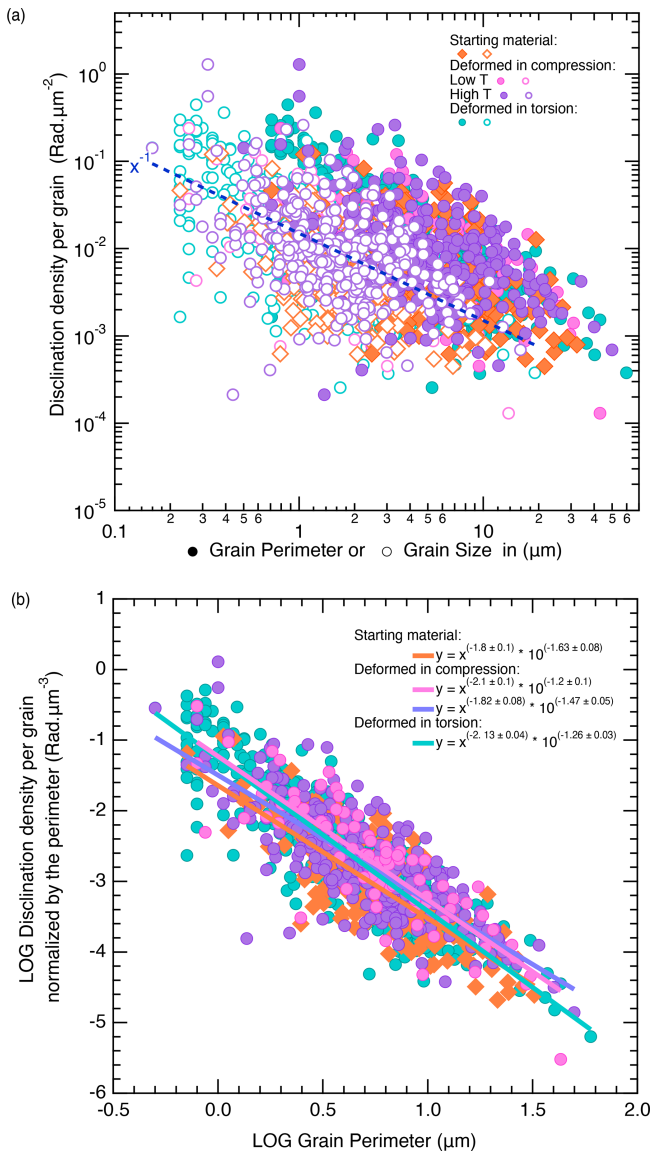 (a)
Disclination density per grain (Rad.µm⁻²)
10⁰
10⁻¹
10⁻²
10⁻³
10⁻⁴
10⁻⁵
Starting material:
Deformed in compression:
Low T
High T
Deformed in torsion:
x⁻¹
0.1 2 3 4 5 6 1 2 3 4 5 6 10 2 3 4 5 6
Grain Perimeter or Grain Size in (µm)
(b)
LOG Disclination density per grain
normalized by the perimeter (Rad.µm⁻³)
1
0
-1
-2
-3
-4
-5
-6
Starting material:
y = x^(-1.8 ± 0.1) * 10^(-1.63 ± 0.08)
Deformed in compression:
y = x^(-2.1 ± 0.1) * 10^(-1.2 ± 0.1)
y = x^(-1.82 ± 0.08) * 10^(-1.47 ± 0.05)
Deformed in torsion:
y = x^(-2. 13 ± 0.04) * 10^(-1.26 ± 0.03)
-0.5 0.0 0.5 1.0 1.5 2.0
LOG Grain Perimeter (µm)